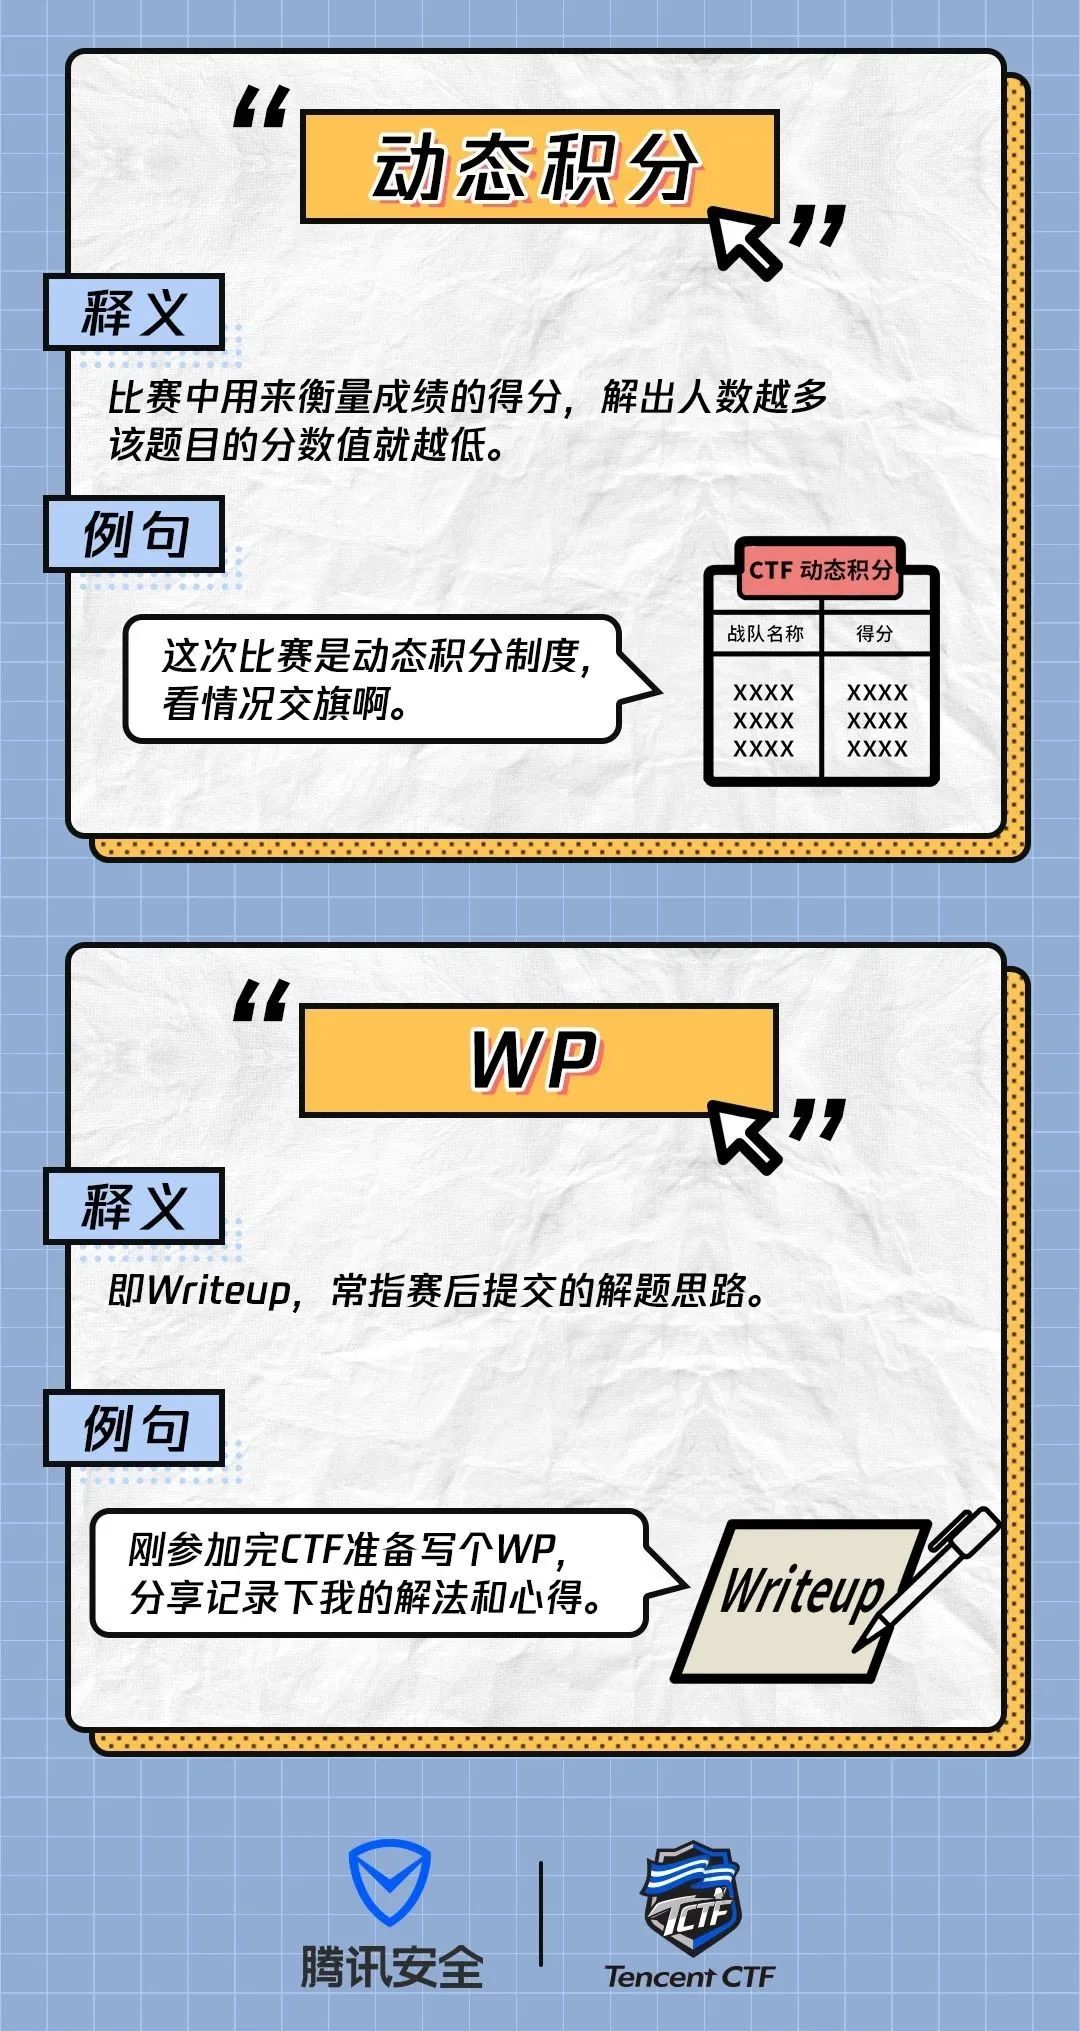 “动态积分”
释义
比赛中用来衡量成绩的得分，解出人数越多
该题目的分数值就越低。
例句
这次比赛是动态积分制度，
看情况交旗啊。
CTF 动态积分
战队名称 得分
XXXX XXXX
XXXX XXXX
XXXX XXXX
“WP”
释义
即Writeup，常指赛后提交的解题思路。
例句
刚参加完CTF准备写个WP，
分享记录下我的解法和心得。
Writeup
腾讯安全
TCTF
Tencent CTF